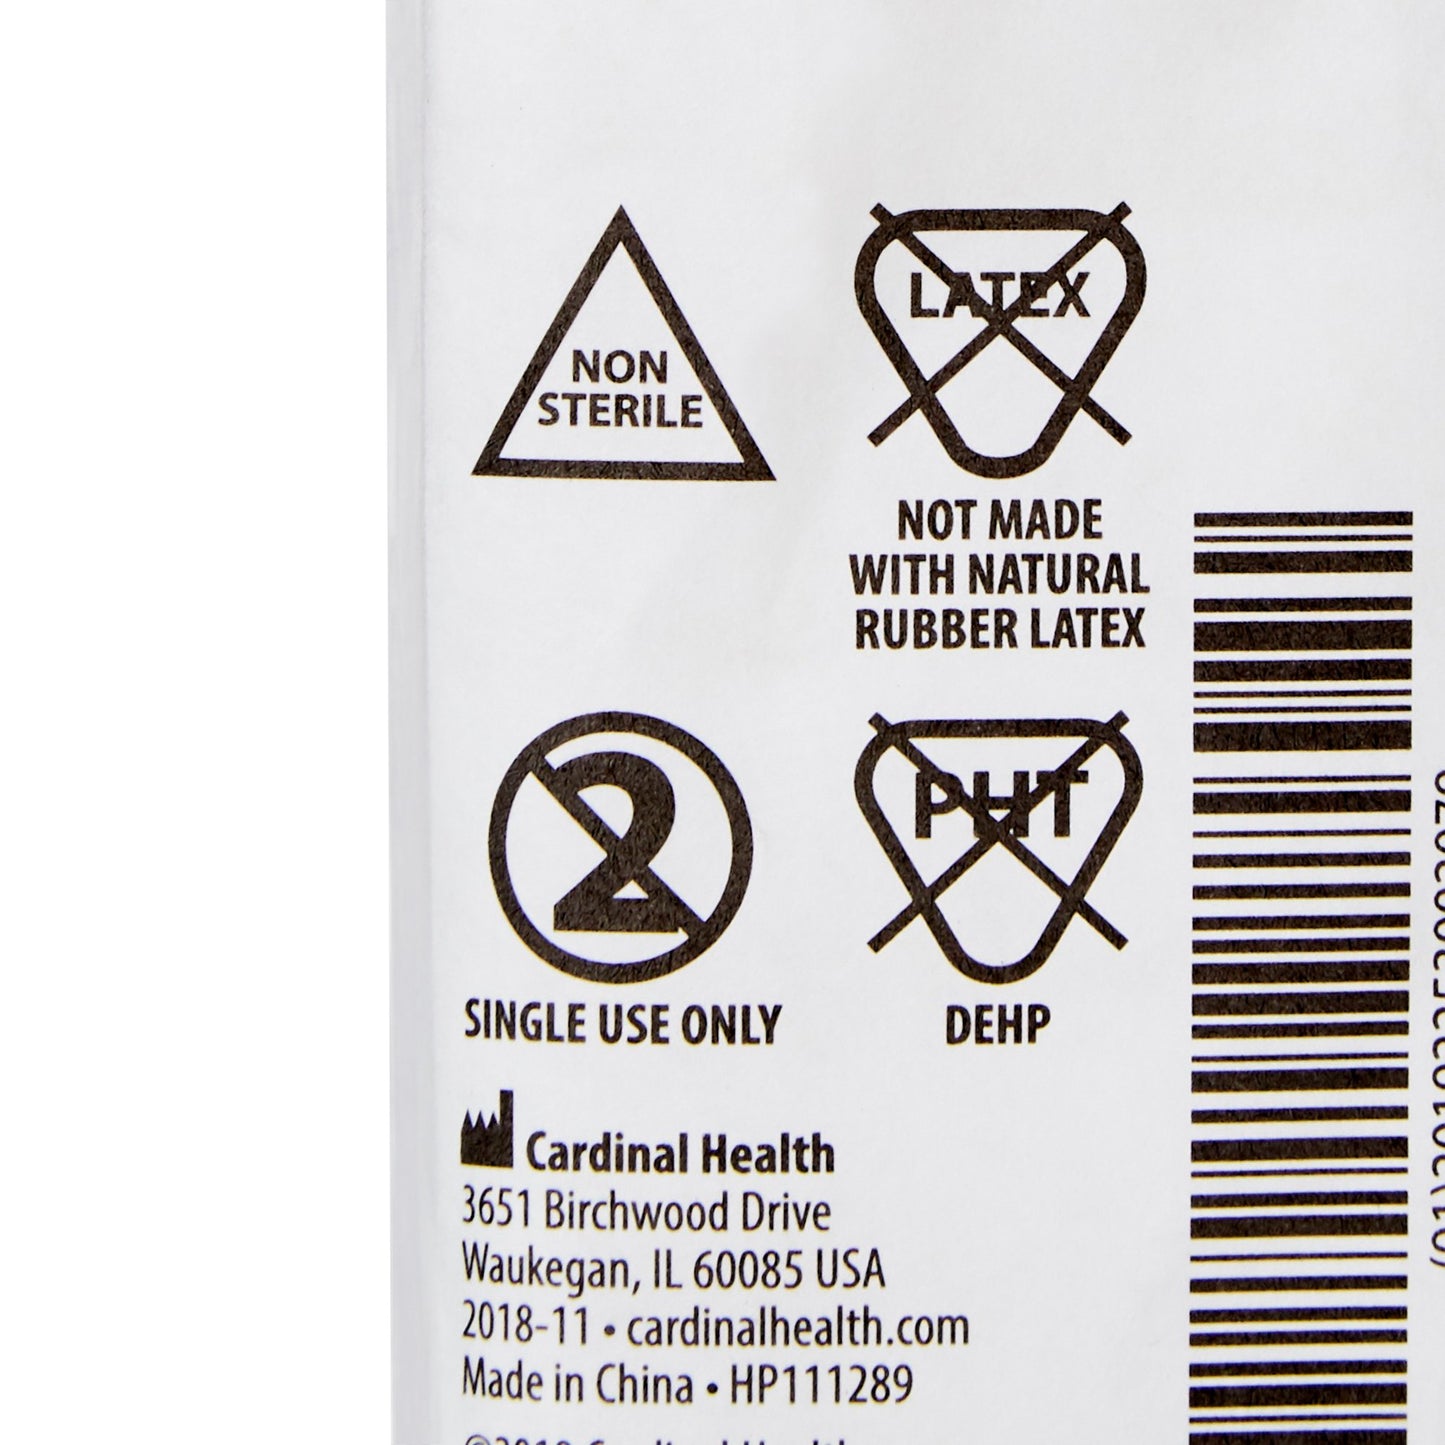 NON
STERILE
LATEX
NOT MADE
WITH NATURAL
RUBBER LATEX
2
SINGLE USE ONLY
PHT
DEHP
Cardinal Health
3651 Birchwood Drive
Waukegan, IL 60085 USA
2018-11 • cardinalhealth.com
Made in China • HP111289